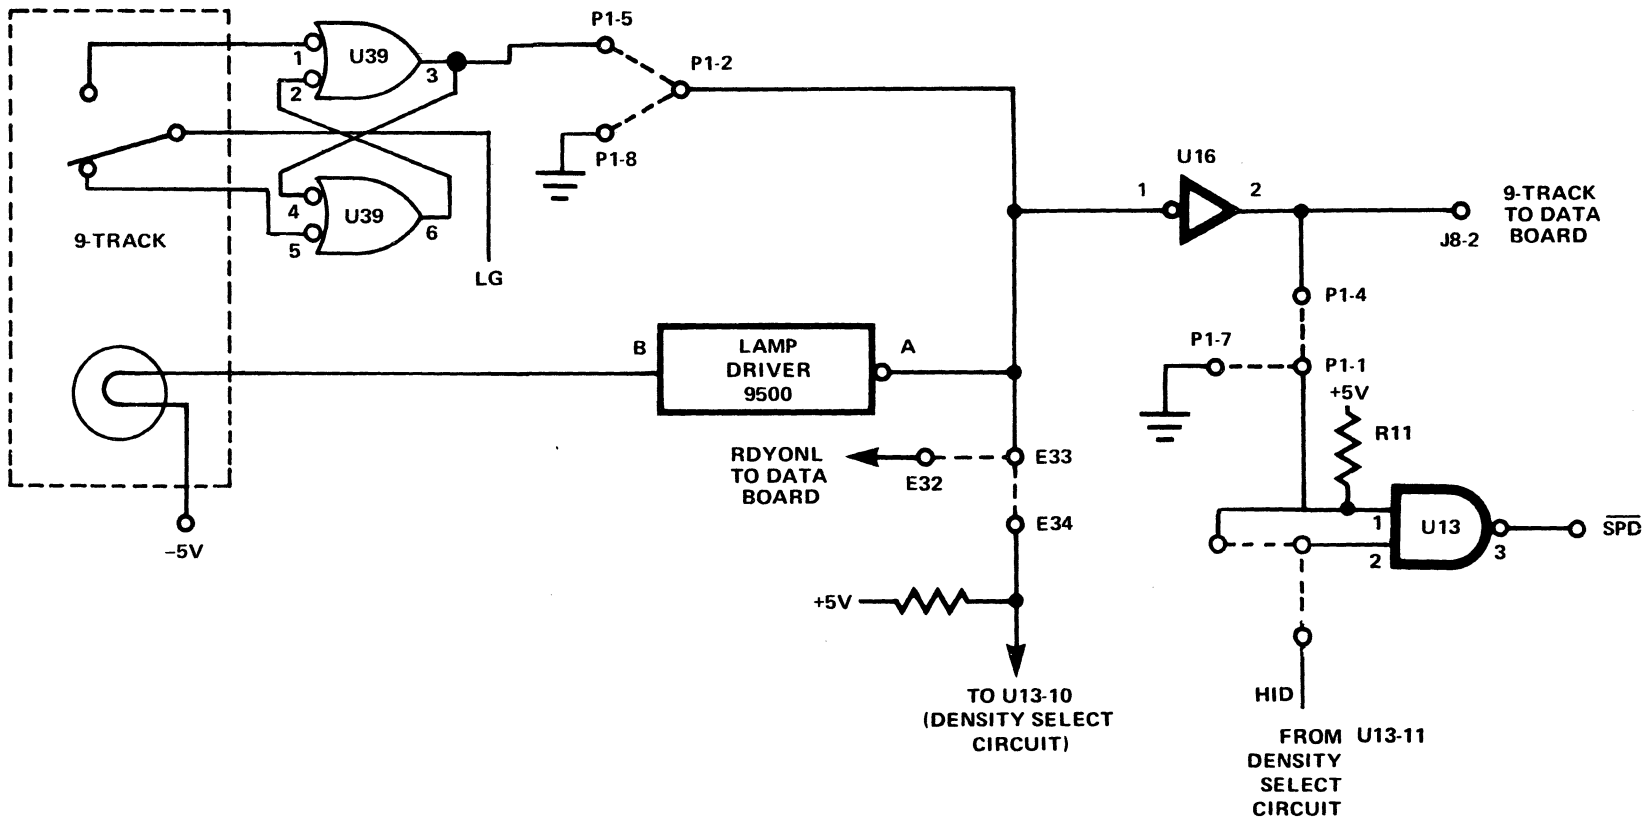 P1-5
U39
1
2
3
P1-2
P1-8
U39
4
5
6
9-TRACK
LG
U16
1
2
9-TRACK
TO DATA
BOARD
J8-2
P1-4
P1-7
P1-1
+5V
R11
B
LAMP
DRIVER
9500
A
RDYONL
TO DATA
BOARD
E32
E33
E34
-5V
+5V
TO U13-10
(DENSITY SELECT
CIRCUIT)
1
2
U13
3
S̅P̅D̅
HID
FROM U13-11
DENSITY
SELECT
CIRCUIT